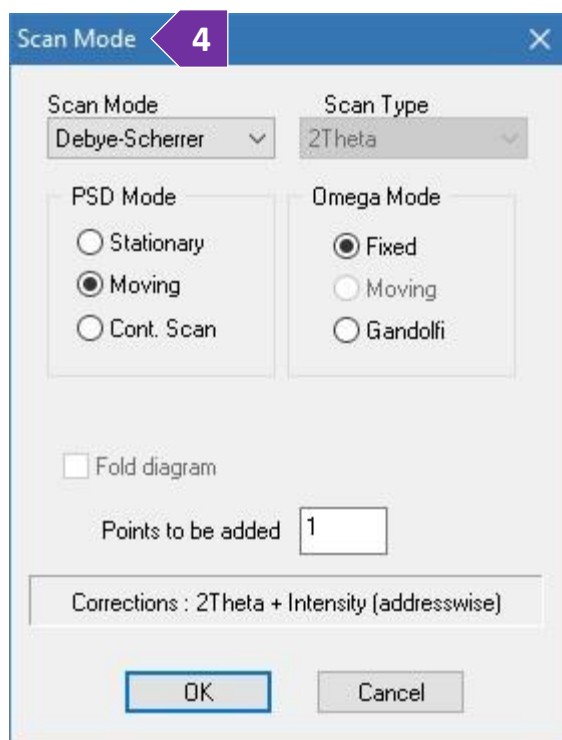 Scan Mode 4
Scan Mode Scan Type
Debye-Scherrer 2Theta
PSD Mode Omega Mode
Stationary Fixed
Moving Moving
Cont. Scan Gandolfi
Fold diagram
Points to be added 1
Corrections : 2Theta + Intensity (addresswise)
OK Cancel